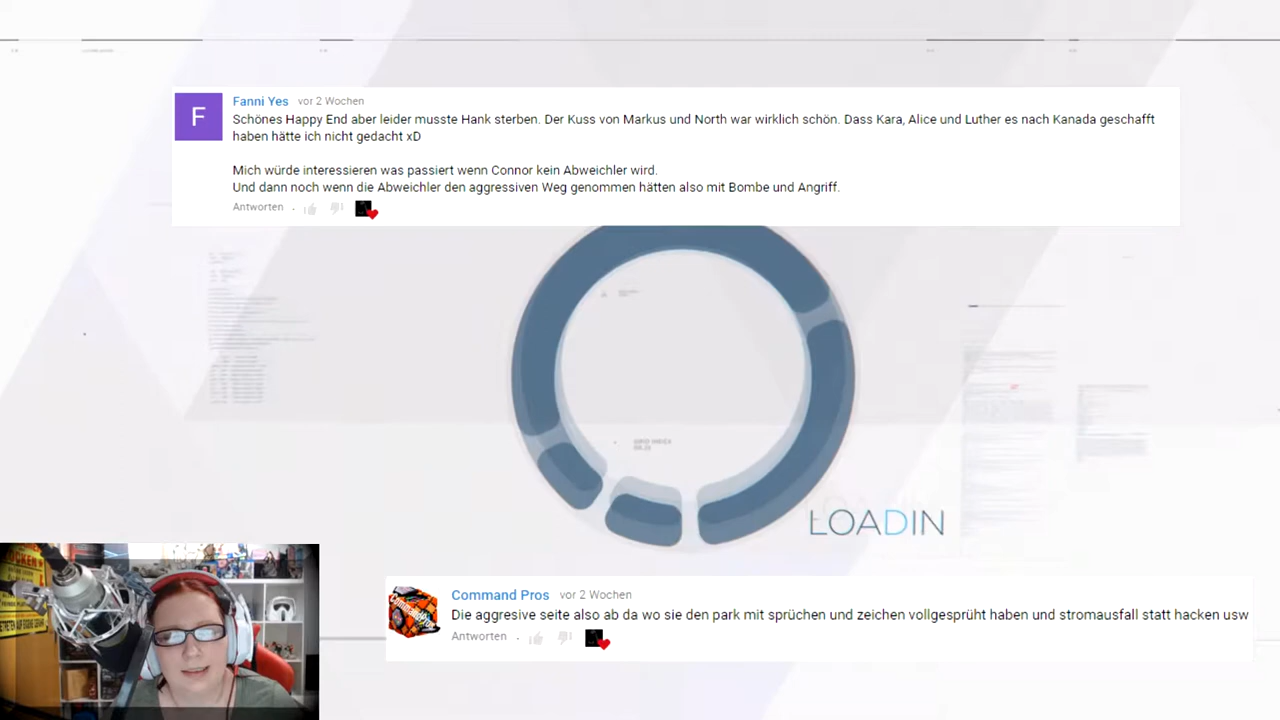 F
Fanni Yes vor 2 Wochen
Schönes Happy End aber leider musste Hank sterben. Der Kuss von Markus und North war wirklich schön. Dass Kara, Alice und Luther es nach Kanada geschafft
haben hätte ich nicht gedacht xD
Mich würde interessieren was passiert wenn Connor kein Abweichler wird.
Und dann noch wenn die Abweichler den aggressiven Weg genommen hätten also mit Bombe und Angriff.
Antworten
LOADIN
Command Pros vor 2 Wochen
Die aggresive seite also ab da wo sie den park mit sprüchen und zeichen vollgesprüht haben und stromausfall statt hacken usw
Antworten